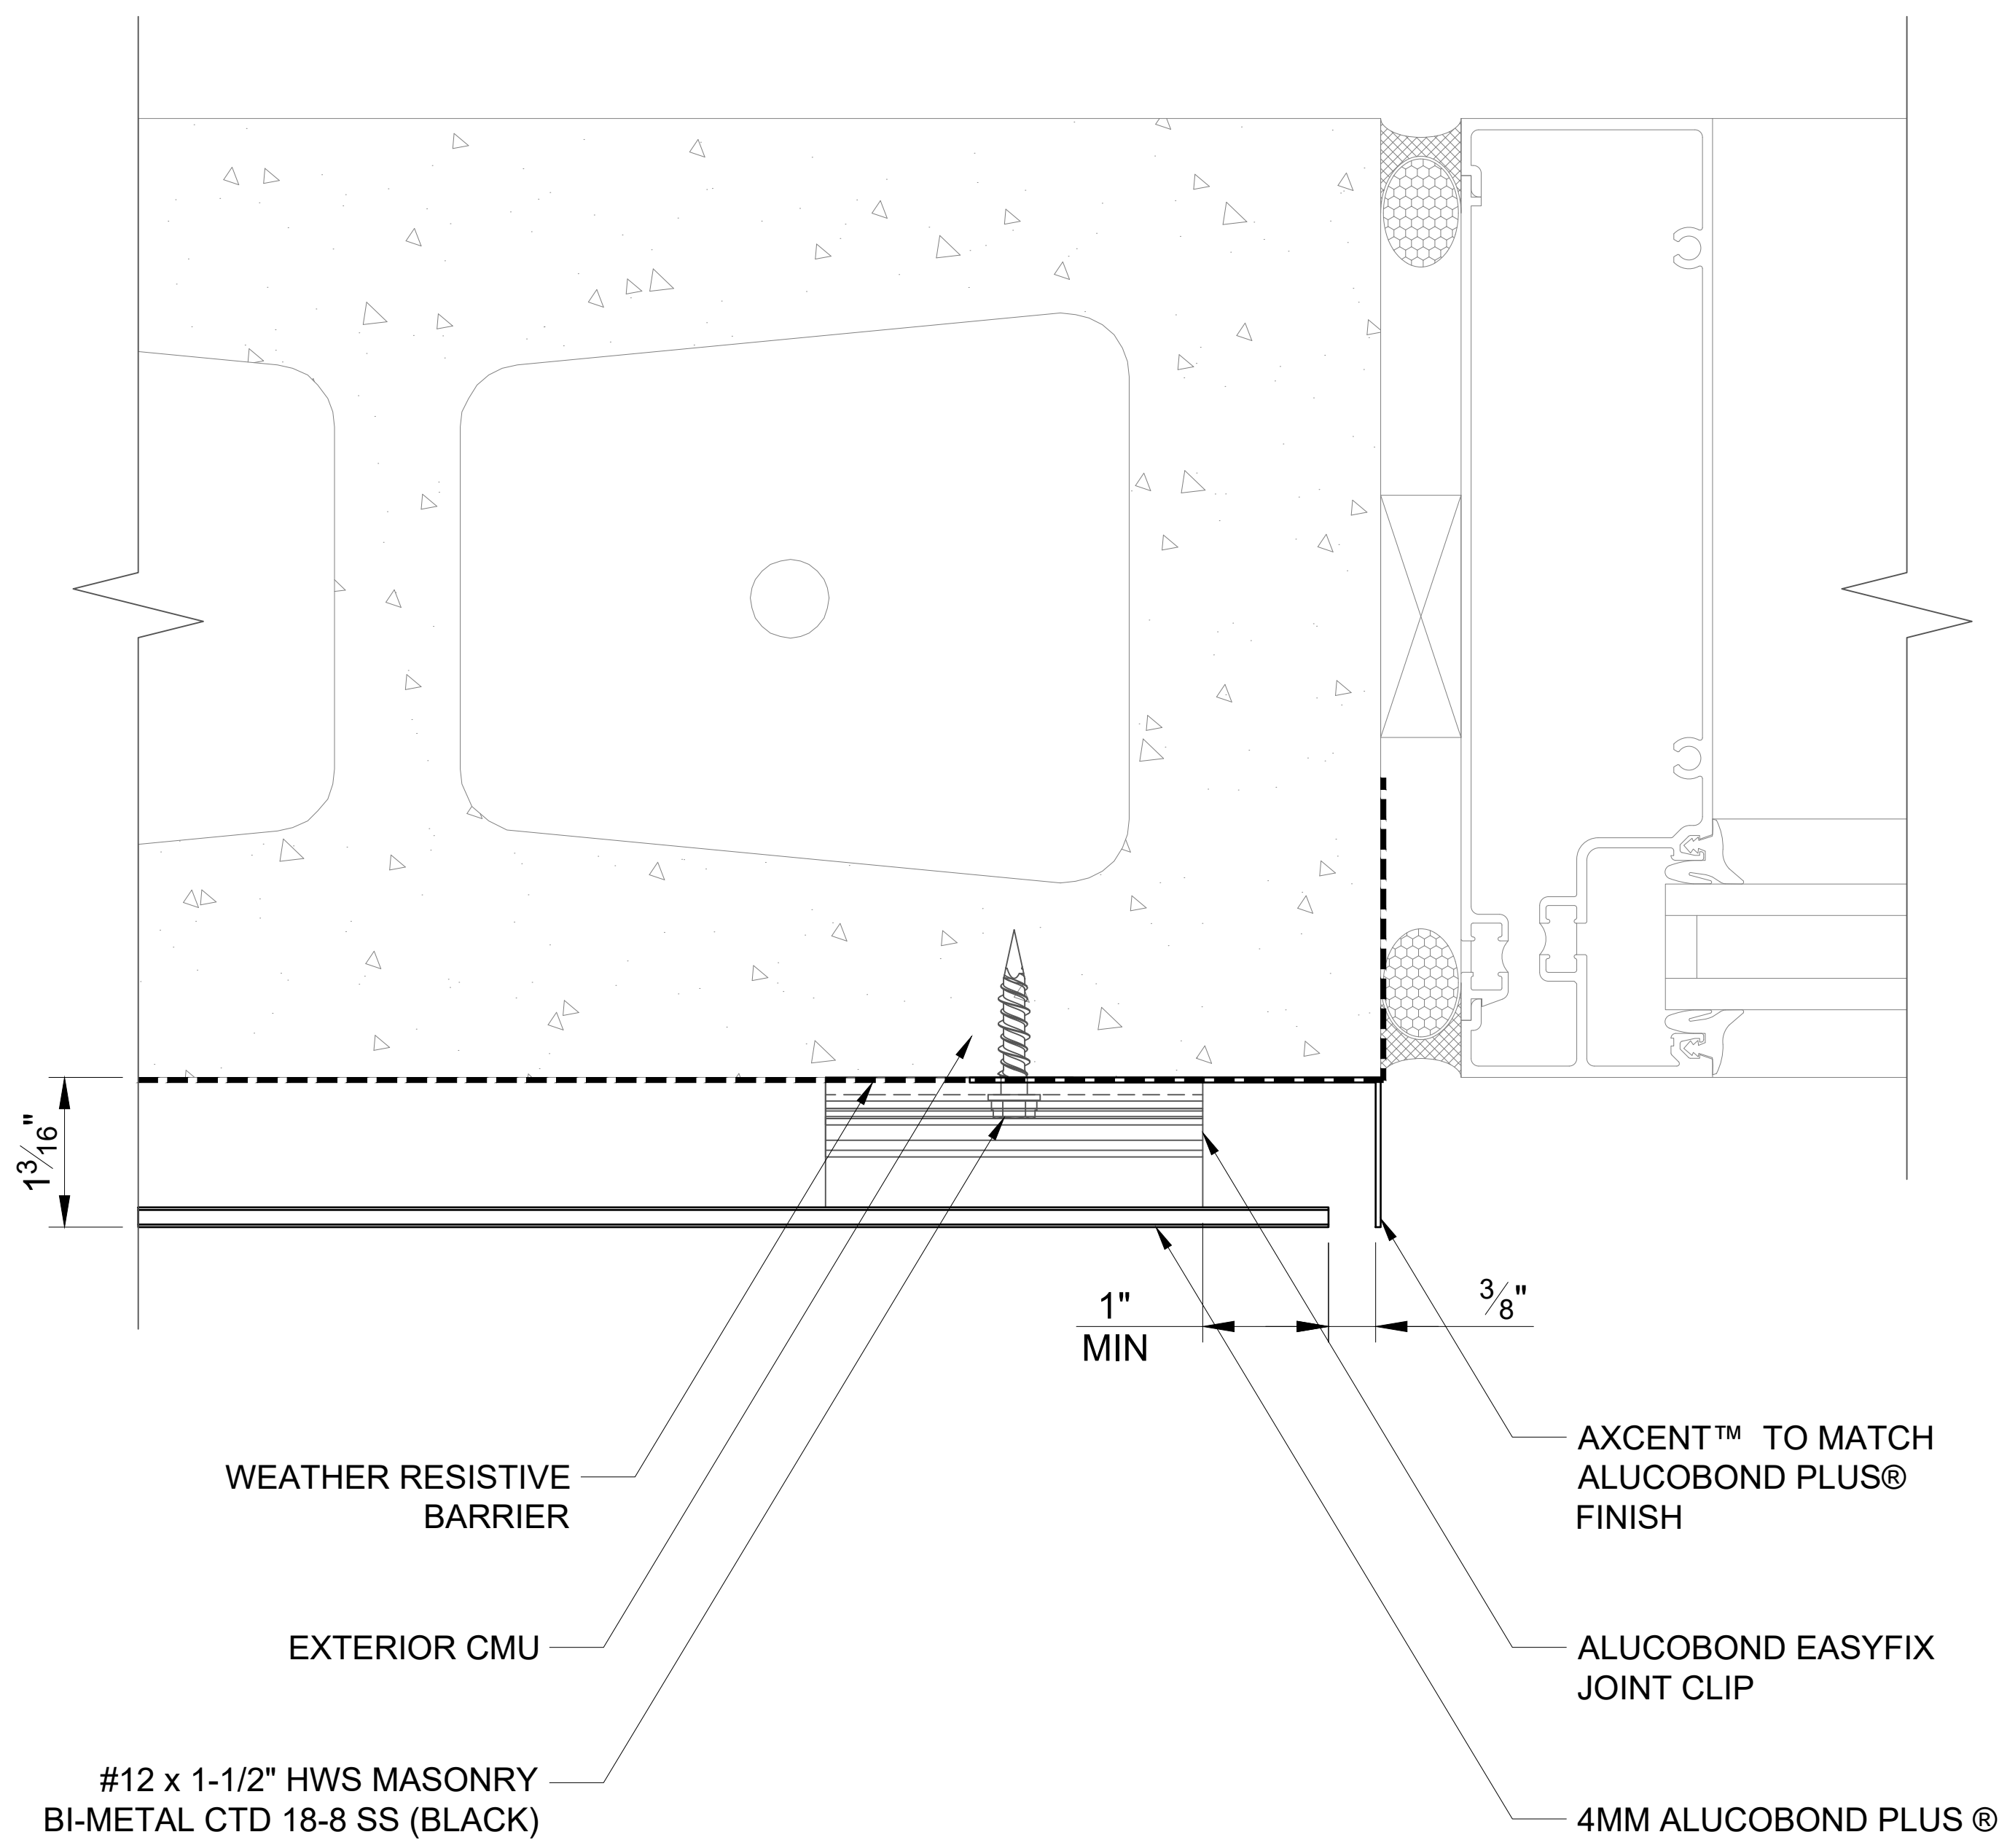 1 3/16"
1"
MIN
3/8"
WEATHER RESISTIVE
BARRIER
EXTERIOR CMU
#12 x 1-1/2" HWS MASONRY
BI-METAL CTD 18-8 SS (BLACK)
AXCENT™ TO MATCH
ALUCOBOND PLUS®
FINISH
ALUCOBOND EASYFIX
JOINT CLIP
4MM ALUCOBOND PLUS ®